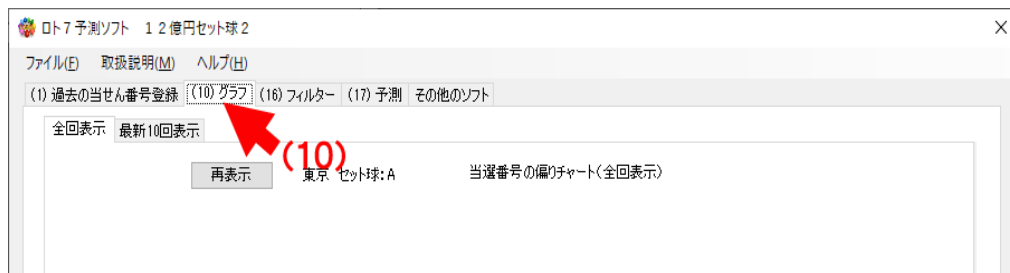 ロト7予測ソフト　12億円セット球2
ファイル(F)　取扱説明(M)　ヘルプ(H)
(1) 過去の当せん番号登録　(10) グラフ　(16) フィルター　(17) 予測　その他のソフト
全回表示　最新10回表示
(10)
再表示　東京 セット球:A　当選番号の偏りチャート(全回表示)